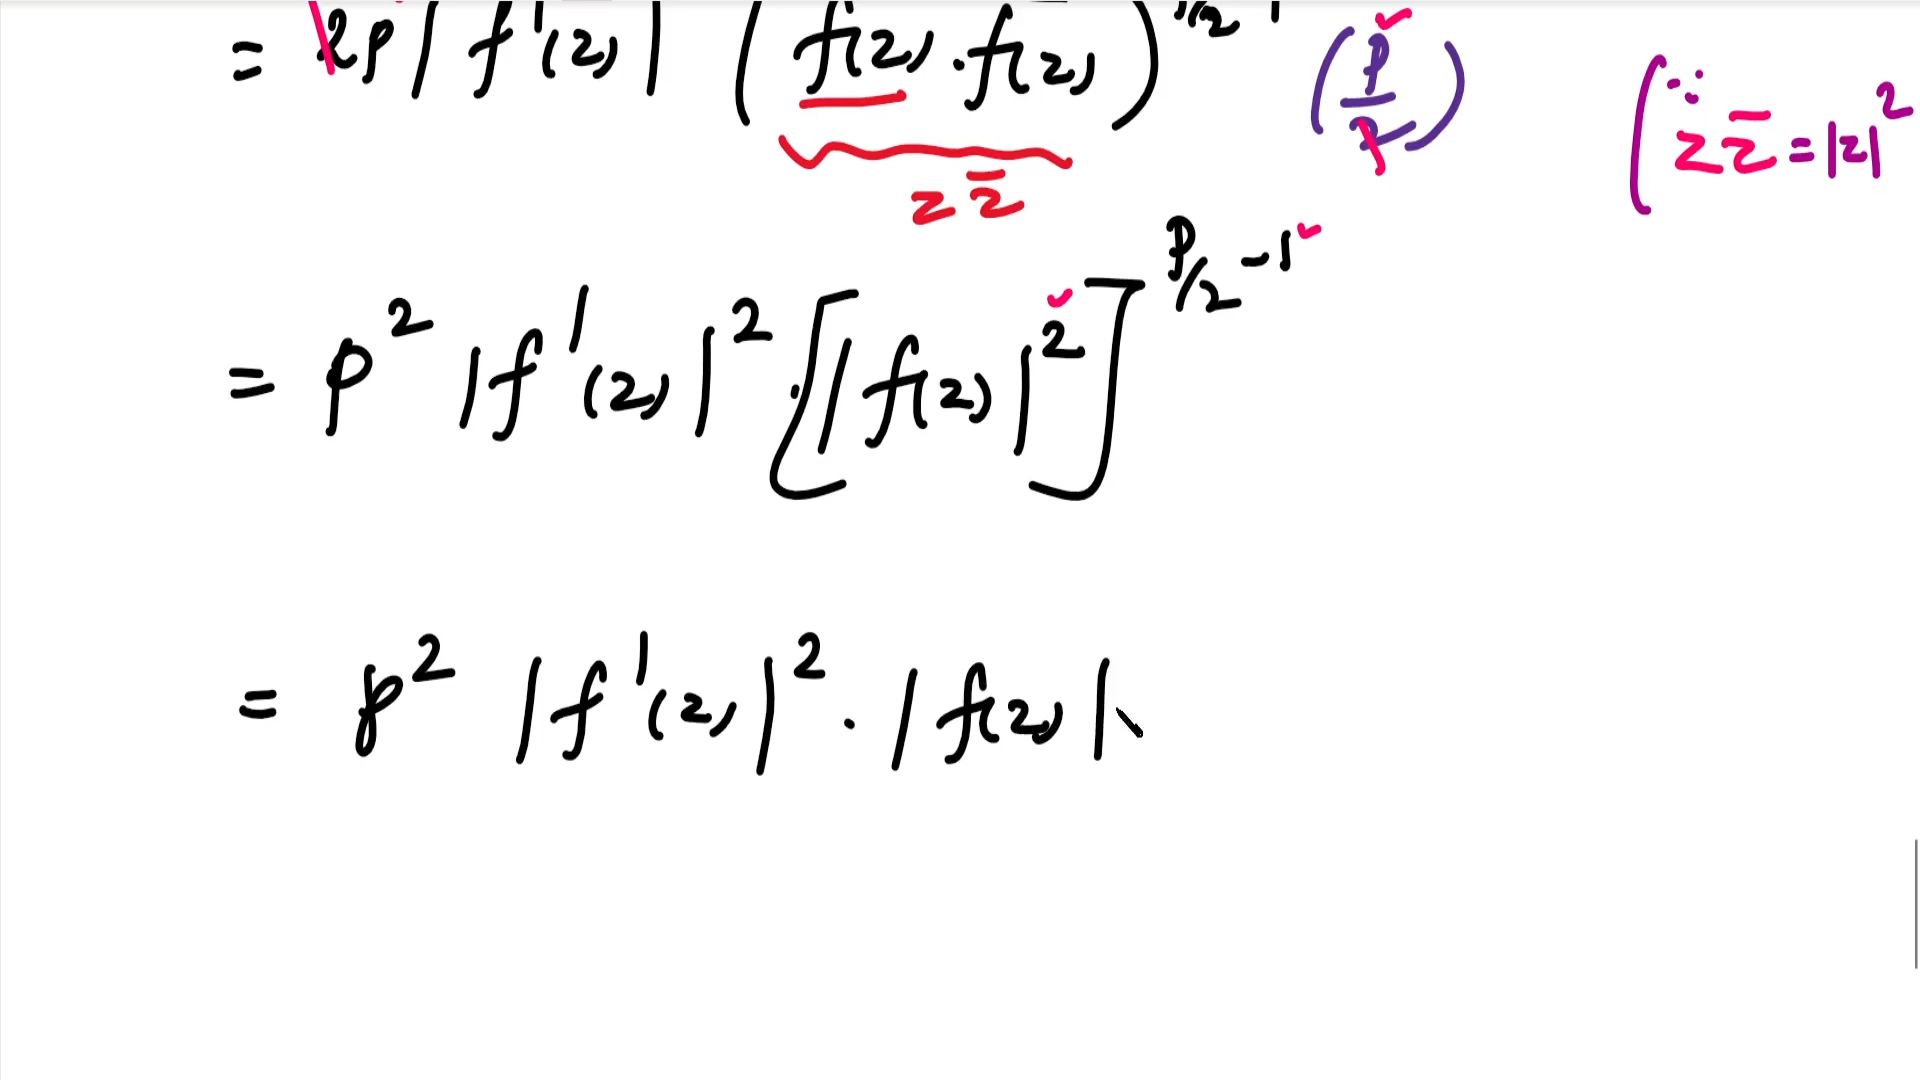 = 2p |f'(z)| (f(z) . f(z))^{p/2 - 1} (p/2)
z z̄
(∵ z z̄ = |z|²
= p² |f'(z)|² . [|f(z)|²]^{p/2 - 1}
= p² |f'(z)|² . |f(z)|